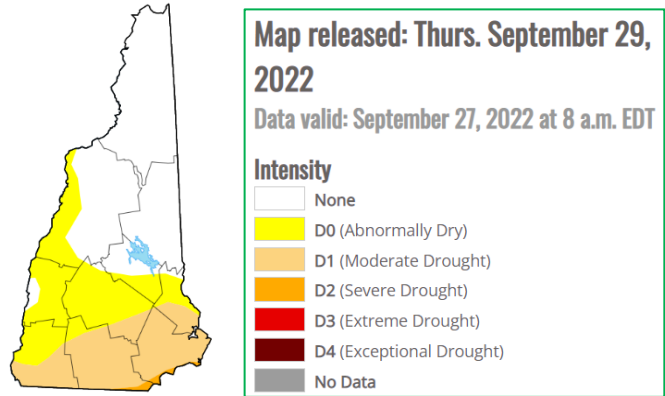 Map released: Thurs. September 29,
2022
Data valid: September 27, 2022 at 8 a.m. EDT
Intensity
None
D0 (Abnormally Dry)
D1 (Moderate Drought)
D2 (Severe Drought)
D3 (Extreme Drought)
D4 (Exceptional Drought)
No Data